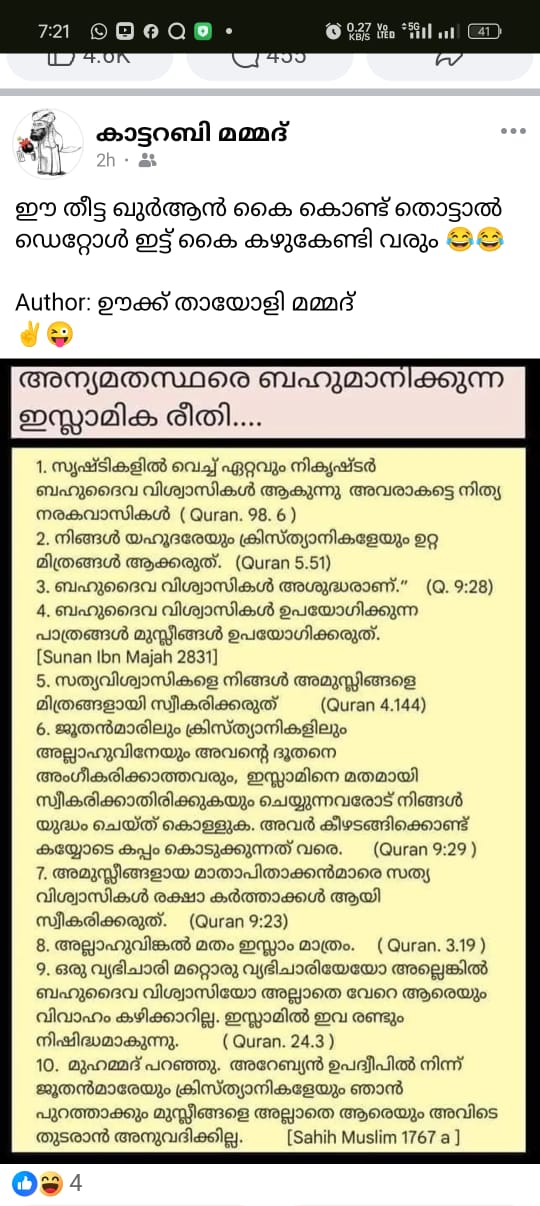 7:21
0.27 KB/S Vo LTED 5G 41
4.6K 455
കാട്ടറബി മമ്മദ്
2h ·
ഈ തീട്ട ഖുർആൻ കൈ കൊണ്ട് തൊട്ടാൽ
ഡെറ്റോൾ ഇട്ട് കൈ കഴുകേണ്ടി വരും 😂😂
Author: ഊക്ക് തായോളി മമ്മദ്
✌️😜
അന്യമതസ്ഥരെ ബഹുമാനിക്കുന്ന
ഇസ്ലാമിക രീതി....
1. സൃഷ്ടികളിൽ വെച്ച് ഏറ്റവും നികൃഷ്ടർ
ബഹുദൈവ വിശ്വാസികൾ ആകുന്നു അവരാകട്ടെ നിത്യ
നരകവാസികൾ ( Quran. 98. 6 )
2. നിങ്ങൾ യഹൂദരേയും ക്രിസ്ത്യാനികളേയും ഉറ്റ
മിത്രങ്ങൾ ആക്കരുത്. (Quran 5.51)
3. ബഹുദൈവ വിശ്വാസികൾ അശുദ്ധരാണ്.” (Q. 9:28)
4. ബഹുദൈവ വിശ്വാസികൾ ഉപയോഗിക്കുന്ന
പാത്രങ്ങൾ മുസ്ലീങ്ങൾ ഉപയോഗിക്കരുത്.
[Sunan Ibn Majah 2831]
5. സത്യവിശ്വാസികളെ നിങ്ങൾ അമുസ്ലിങ്ങളെ
മിത്രങ്ങളായി സ്വീകരിക്കരുത് (Quran 4.144)
6. ജൂതൻമാരിലും ക്രിസ്ത്യാനികളിലും
അല്ലാഹുവിനേയും അവന്റെ ദൂതനെ
അംഗീകരിക്കാത്തവരും, ഇസ്ലാമിനെ മതമായി
സ്വീകരിക്കാതിരിക്കുകയും ചെയ്യുന്നവരോട് നിങ്ങൾ
യുദ്ധം ചെയ്ത് കൊള്ളുക. അവർ കീഴടങ്ങിക്കൊണ്ട്
കയ്യോടെ കപ്പം കൊടുക്കുന്നത് വരെ. (Quran 9:29 )
7. അമുസ്ലീങ്ങളായ മാതാപിതാക്കൻമാരെ സത്യ
വിശ്വാസികൾ രക്ഷാ കർത്താക്കൾ ആയി
സ്വീകരിക്കരുത്. (Quran 9:23)
8. അല്ലാഹുവിങ്കൽ മതം ഇസ്ലാം മാത്രം. ( Quran. 3.19 )
9. ഒരു വ്യഭിചാരി മറ്റൊരു വ്യഭിചാരിയേയോ അല്ലെങ്കിൽ
ബഹുദൈവ വിശ്വാസിയോ അല്ലാതെ വേറെ ആരെയും
വിവാഹം കഴിക്കാറില്ല. ഇസ്ലാമിൽ ഇവ രണ്ടും
നിഷിദ്ധമാകുന്നു. ( Quran. 24.3 )
10. മുഹമ്മദ് പറഞ്ഞു. അറേബ്യൻ ഉപദ്വീപിൽ നിന്ന്
ജൂതൻമാരേയും ക്രിസ്ത്യാനികളേയും ഞാൻ
പുറത്താക്കും മുസ്ലീങ്ങളെ അല്ലാതെ ആരെയും അവിടെ
തുടരാൻ അനുവദിക്കില്ല. [Sahih Muslim 1767 a ]
4